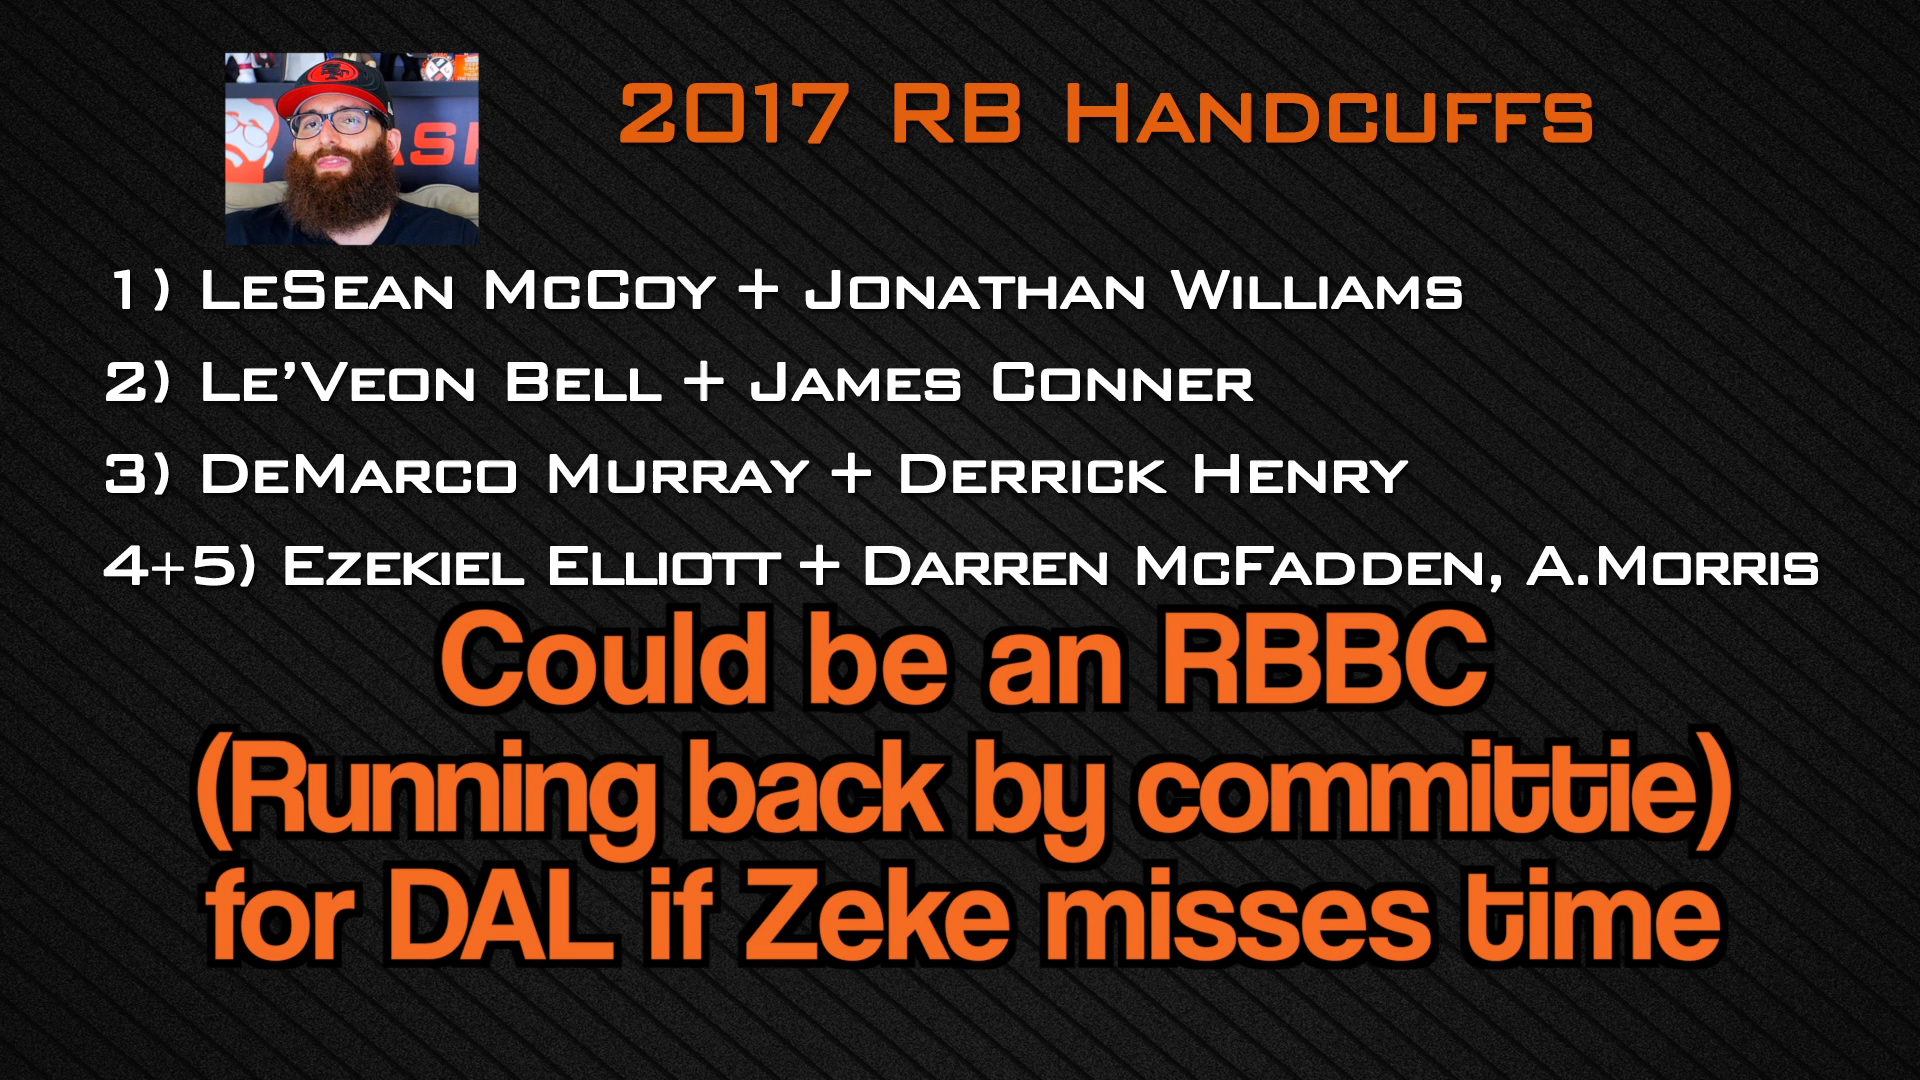 2017 RB Handcuffs
ASK
1) LeSean McCoy + Jonathan Williams
2) Le'Veon Bell + James Conner
3) DeMarco Murray + Derrick Henry
4+5) Ezekiel Elliott + Darren McFadden, A.Morris
Could be an RBBC
(Running back by committie)
for DAL if Zeke misses time